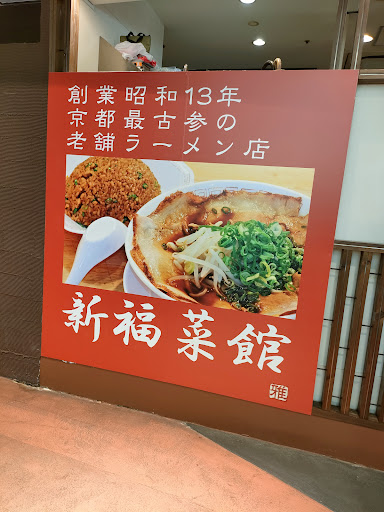 創業昭和13年
京都最古参の
老舗ラーメン店
新福菜館
雅